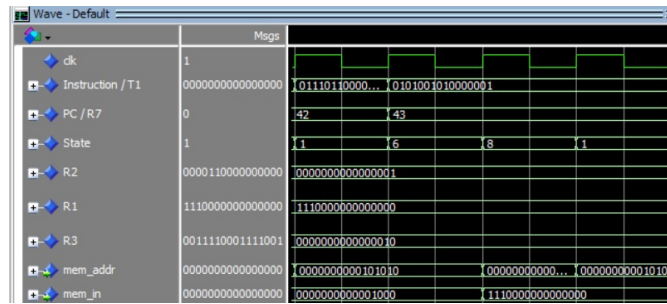 Wave - Default
Msgs
clk 1
Instruction / T1 0000000000000000 01110110000... 0101001010000001
PC / R7 0 42 43
State 1 1 6 8 1
R2 0000110000000000 0000000000000001
R1 1110000000000000 1110000000000000
R3 0011110001111001 0000000000000010
mem_addr 0000000000000000 0000000000101010 00000000000... 0000000000101010
mem_in 0000000000000000 0000000000001000 1110000000000000